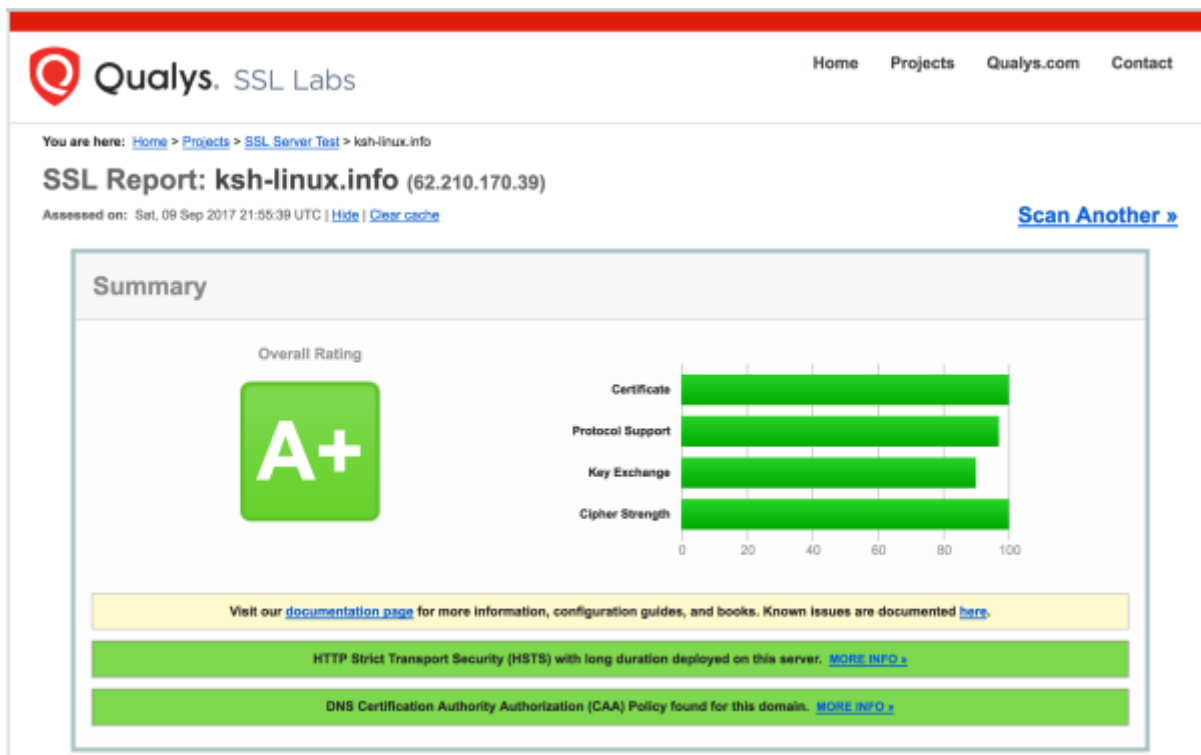 Qualys. SSL Labs
Home Projects Qualys.com Contact
You are here: Home > Projects > SSL Server Test > ksh-linux.info
SSL Report: ksh-linux.info (62.210.170.39)
Assessed on: Sat, 09 Sep 2017 21:55:39 UTC | Hide | Clear cache
Scan Another »
Summary
Overall Rating
A+
Certificate
Protocol Support
Key Exchange
Cipher Strength
0 20 40 60 80 100
Visit our documentation page for more information, configuration guides, and books. Known issues are documented here.
HTTP Strict Transport Security (HSTS) with long duration deployed on this server. MORE INFO »
DNS Certification Authority Authorization (CAA) Policy found for this domain. MORE INFO »